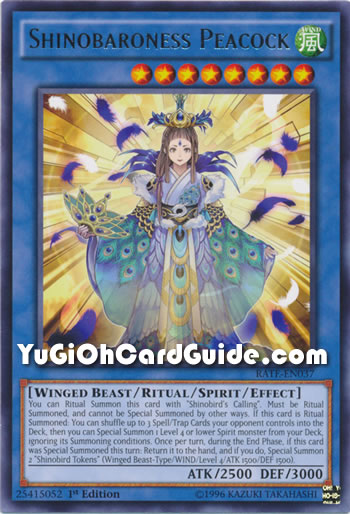 SHINOBARONESS PEACOCK
WIND
風
YuGiOhCardGuide.com
RATE-EN037
[WINGED BEAST/RITUAL/SPIRIT/EFFECT]
You can Ritual Summon this card with "Shinobird's Calling". Must be Ritual
Summoned, and cannot be Special Summoned by other ways. If this card is Ritual
Summoned: You can shuffle up to 3 Spell/Trap Cards your opponent controls into the
Deck, then you can Special Summon 1 Level 4 or lower Spirit monster from your Deck,
ignoring its Summoning conditions. Once per turn, during the End Phase, if this card
was Special Summoned this turn: Return it to the hand, and if you do, Special Summon
2 "Shinobird Tokens" (Winged Beast-Type/WIND/Level 4/ATK 1500/DEF 1500).
ATK/2500 DEF/3000
25415052 1st Edition ©1996 KAZUKI TAKAHASHI